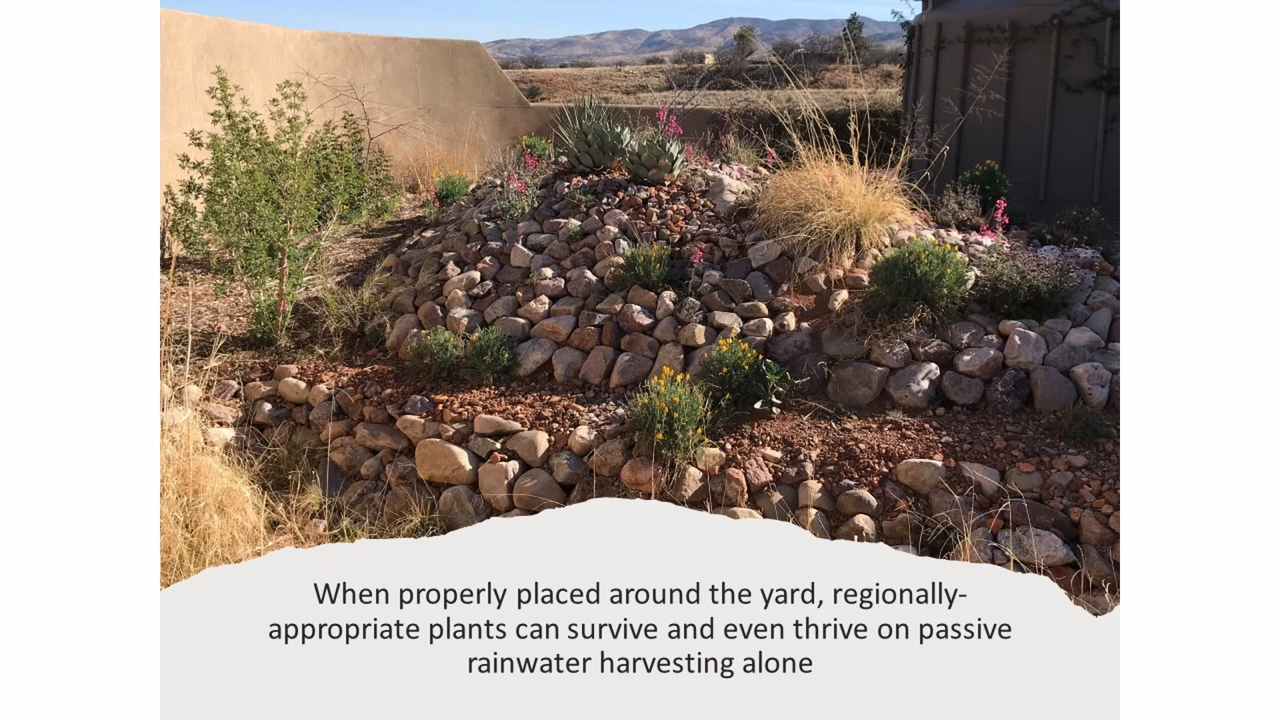 When properly placed around the yard, regionally-
appropriate plants can survive and even thrive on passive
rainwater harvesting alone